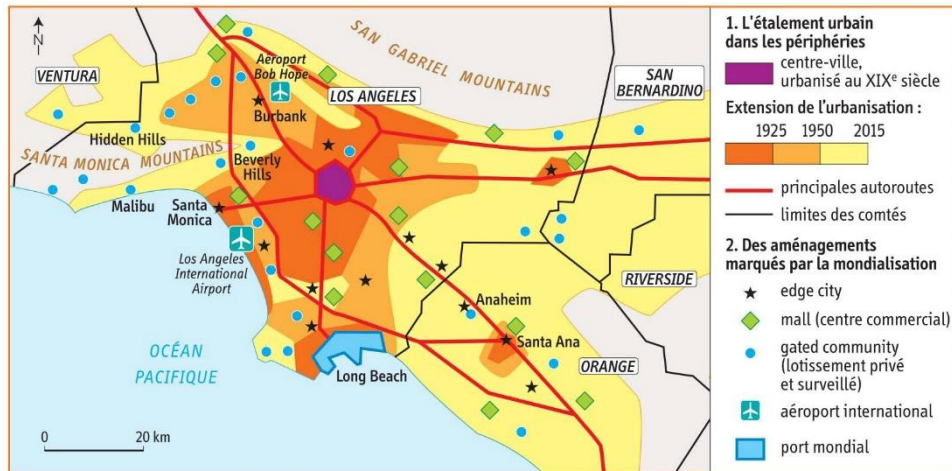 N
VENTURA
Aéroport
Bob Hope
SAN GABRIEL MOUNTAINS
LOS ANGELES
SAN
BERNARDINO
Burbank
Hidden Hills
SANTA MONICA MOUNTAINS
Beverly
Hills
Malibu
Santa
Monica
Los Angeles
International
Airport
RIVERSIDE
Anaheim
Santa Ana
OCÉAN
PACIFIQUE
Long Beach
ORANGE
0 20 km
1. L'étalement urbain
dans les périphéries
centre-ville,
urbanisé au XIXe siècle
Extension de l'urbanisation :
1925 1950 2015
principales autoroutes
limites des comtés
2. Des aménagements
marqués par la mondialisation
edge city
mall (centre commercial)
gated community
(lotissement privé
et surveillé)
aéroport international
port mondial